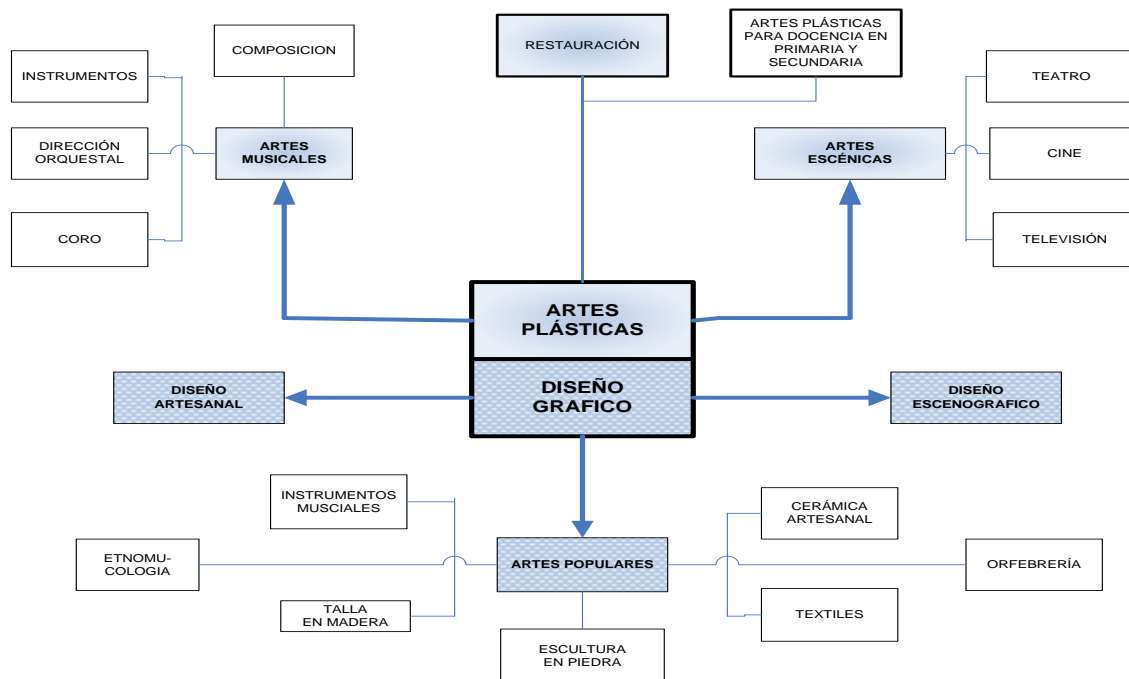 COMPOSICION
RESTAURACIÓN
ARTES PLÁSTICAS
PARA DOCENCIA EN
PRIMARIA Y
SECUNDARIA
INSTRUMENTOS
TEATRO
DIRECCIÓN
ORQUESTAL
ARTES
MUSICALES
ARTES
ESCÉNICAS
CINE
CORO
TELEVISIÓN
ARTES
PLÁSTICAS
DISEÑO
ARTESANAL
DISEÑO
GRAFICO
DISEÑO
ESCENOGRAFICO
INSTRUMENTOS
MUSCIALES
CERÁMICA
ARTESANAL
ETNOMU-
COLOGIA
ARTES POPULARES
ORFEBRERÍA
TALLA
EN MADERA
TEXTILES
ESCULTURA
EN PIEDRA